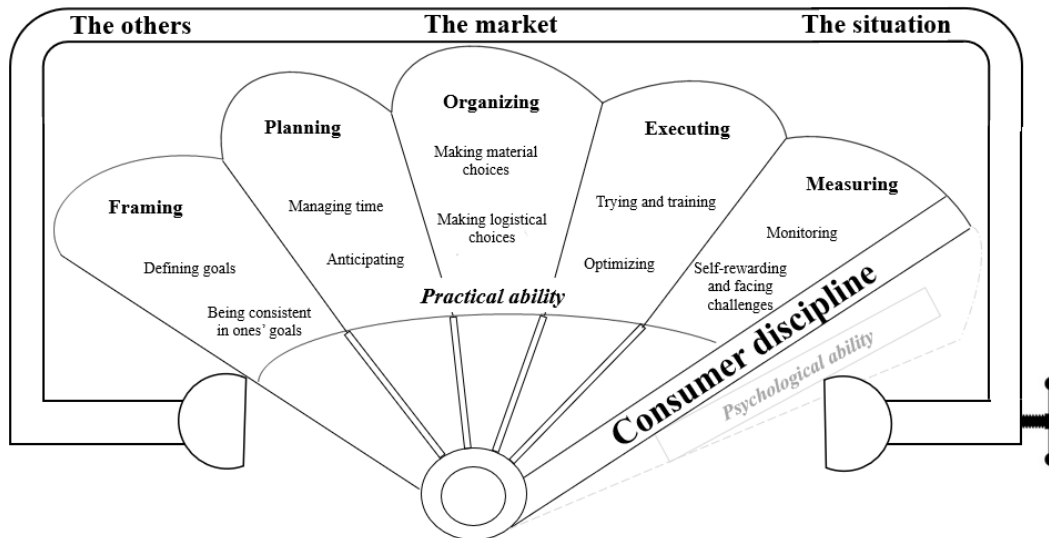 The others
The market
The situation
Framing
Defining goals
Being consistent
in ones’ goals
Planning
Managing time
Anticipating
Organizing
Making material
choices
Making logistical
choices
Executing
Trying and training
Optimizing
Measuring
Monitoring
Self-rewarding
and facing
challenges
Practical ability
Consumer discipline
Psychological ability